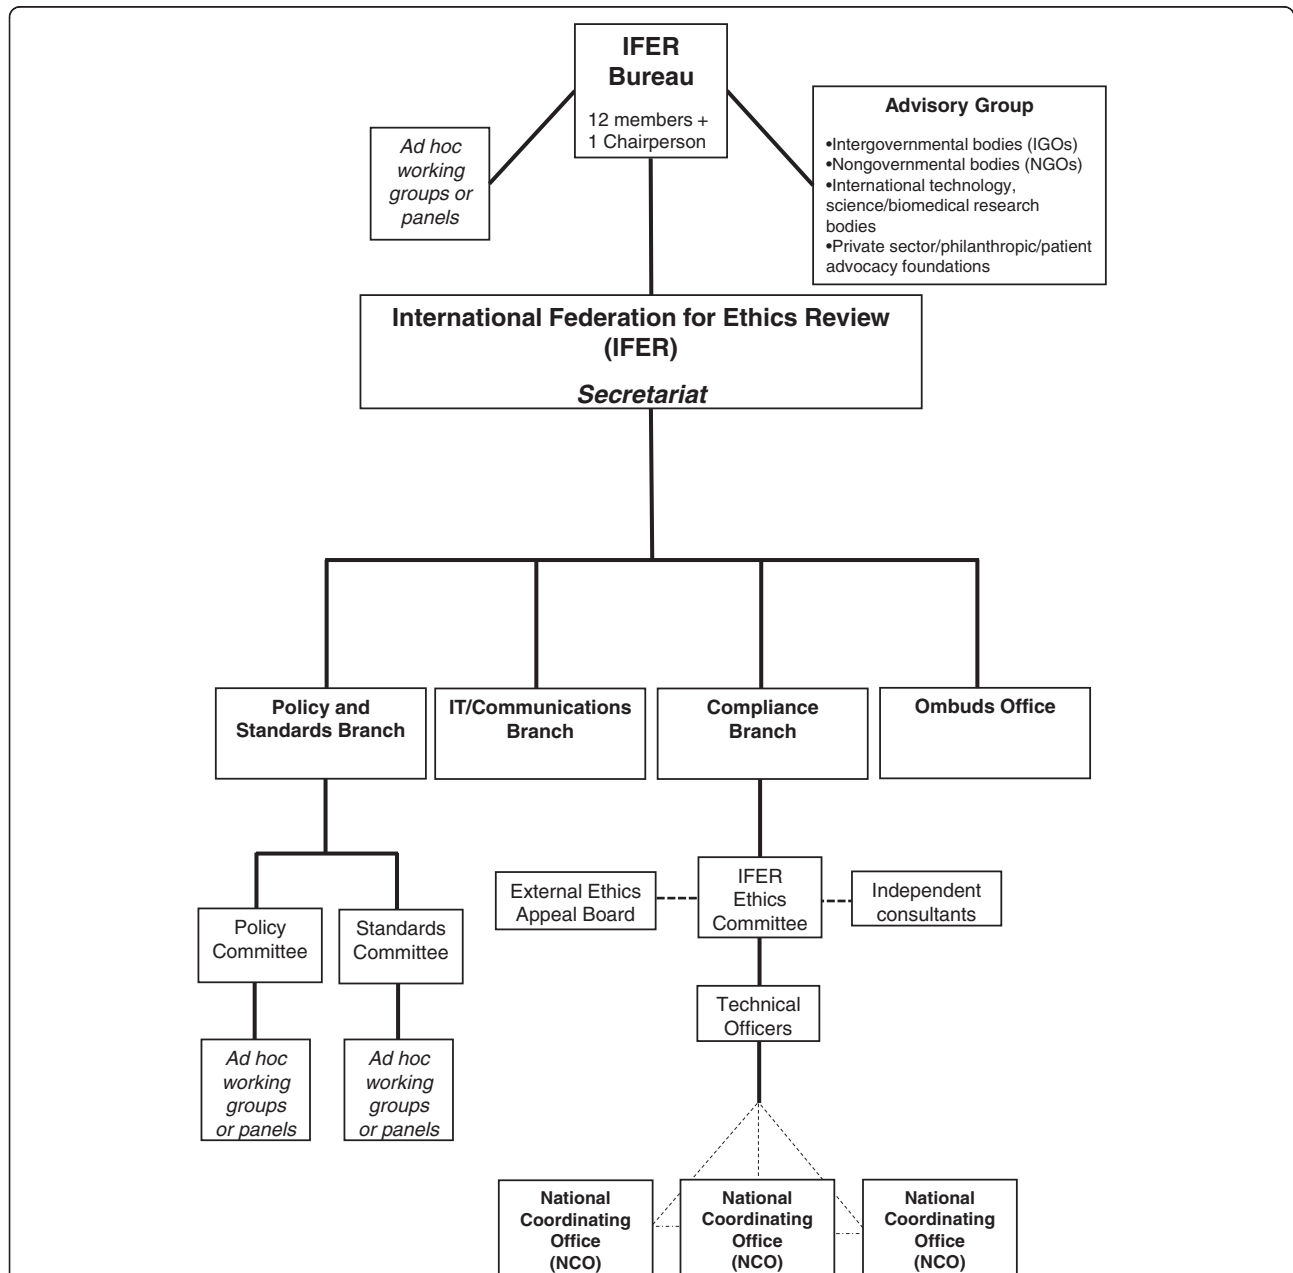 IFER
Bureau
12 members +
1 Chairperson
Advisory Group
•Intergovernmental bodies (IGOs)
•Nongovernmental bodies (NGOs)
•International technology,
science/biomedical research
bodies
•Private sector/philanthropic/patient
advocacy foundations
Ad hoc
working
groups or
panels
International Federation for Ethics Review
(IFER)
Secretariat
Policy and
Standards Branch
IT/Communications
Branch
Compliance
Branch
Ombuds Office
Policy
Committee
Standards
Committee
External Ethics
Appeal Board
IFER
Ethics
Committee
Independent
consultants
Technical
Officers
Ad hoc
working
groups
or panels
Ad hoc
working
groups
or panels
National
Coordinating
Office
(NCO)
National
Coordinating
Office
(NCO)
National
Coordinating
Office
(NCO)